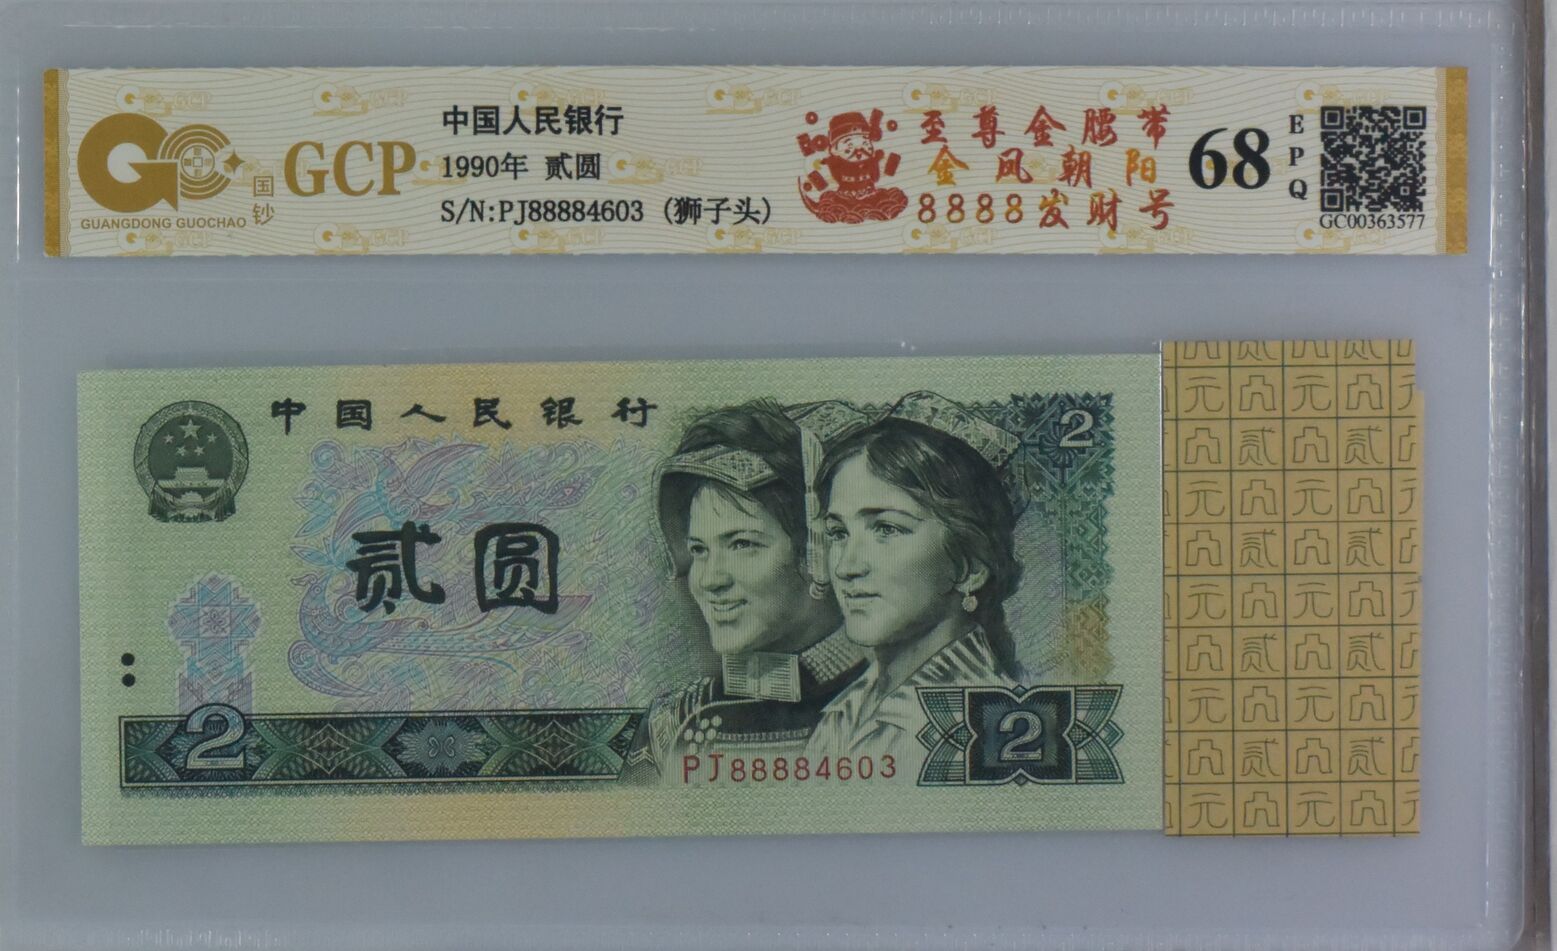 GCP
国钞
GUANGDONG GUOCHAO
中国人民银行
1990年 贰圆
S/N:PJ88884603 (狮子头)
至尊金腰带
金凤朝阳
8888发财号
68
EPQ
GC00363577
中国人民银行
2
贰圆
2
2
PJ88884603